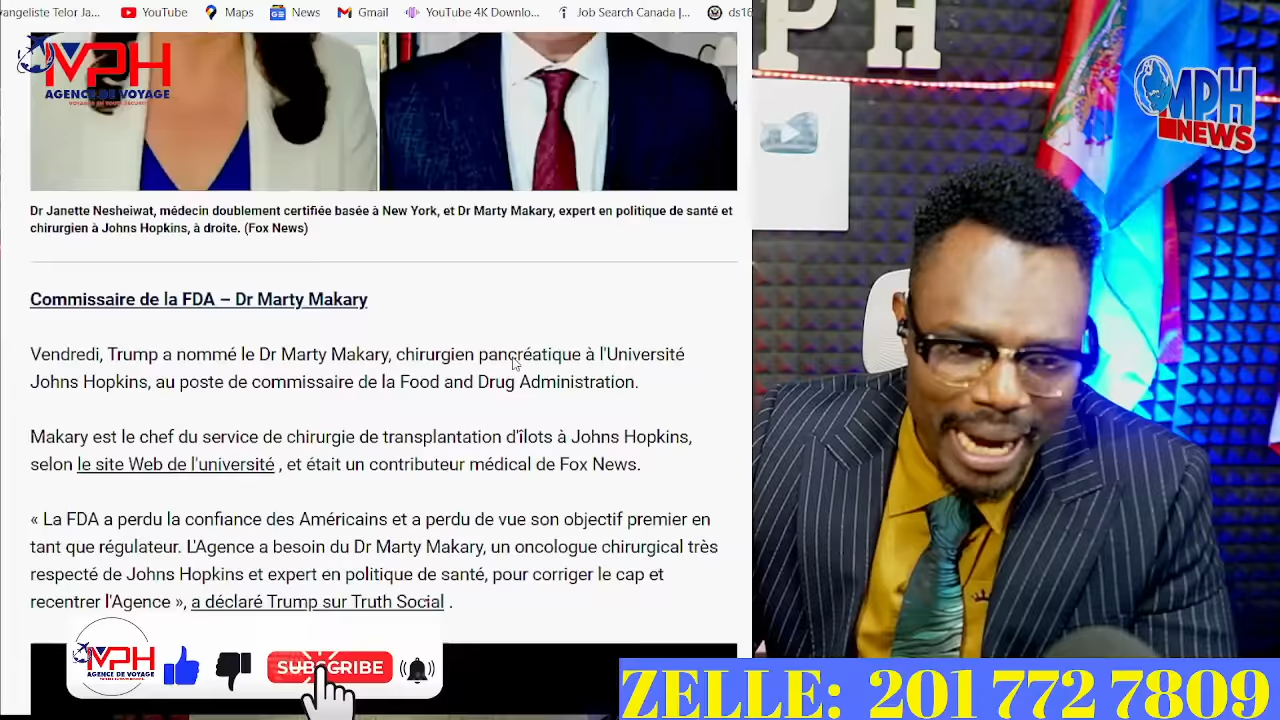 vangeliste Telor Ja...
YouTube
Maps
News
Gmail
YouTube 4K Downlo...
Job Search Canada |...
ds16
MPH
AGENCE DE VOYAGE
PH
MPH
NEWS
Dr Janette Nesheiwat, médecin doublement certifiée basée à New York, et Dr Marty Makary, expert en politique de santé et
chirurgien à Johns Hopkins, à droite. (Fox News)
Commissaire de la FDA – Dr Marty Makary
Vendredi, Trump a nommé le Dr Marty Makary, chirurgien pancréatique à l'Université
Johns Hopkins, au poste de commissaire de la Food and Drug Administration.
Makary est le chef du service de chirurgie de transplantation d'îlots à Johns Hopkins,
selon le site Web de l'université , et était un contributeur médical de Fox News.
« La FDA a perdu la confiance des Américains et a perdu de vue son objectif premier en
tant que régulateur. L'Agence a besoin du Dr Marty Makary, un oncologue chirurgical très
respecté de Johns Hopkins et expert en politique de santé, pour corriger le cap et
recentrer l'Agence », a déclaré Trump sur Truth Social .
MPH
AGENCE DE VOYAGE
SUBSCRIBE
ZELLE: 201 772 7809